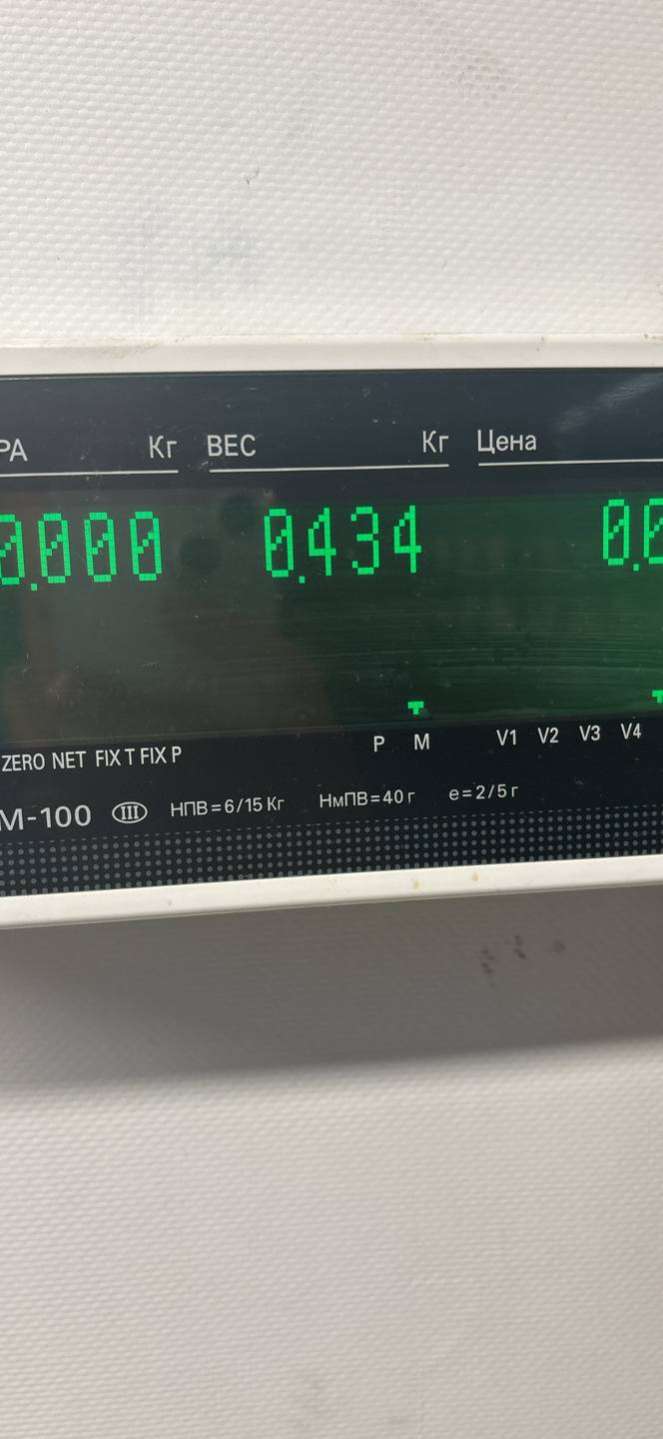 РА Кг ВЕС Кг Цена
0.000 0.434 0.0
ZERO NET FIX T FIX P P M V1 V2 V3 V4
M-100 III НПВ=6/15 Кг НмПВ=40 г е=2/5 г